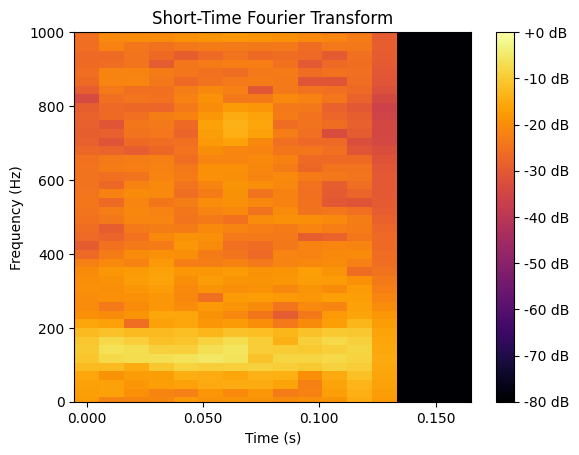 Short-Time Fourier Transform
1000
800
600
400
200
0
Frequency (Hz)
0.000
0.050
0.100
0.150
Time (s)
+0 dB
-10 dB
-20 dB
-30 dB
-40 dB
-50 dB
-60 dB
-70 dB
-80 dB